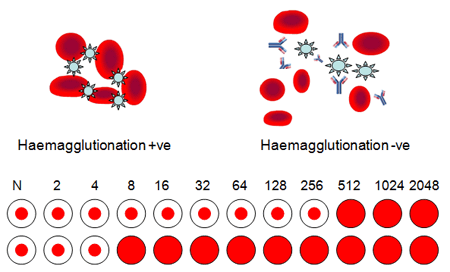 Haemagglutionation +ve
Haemagglutionation -ve
N 2 4 8 16 32 64 128 256 512 1024 2048